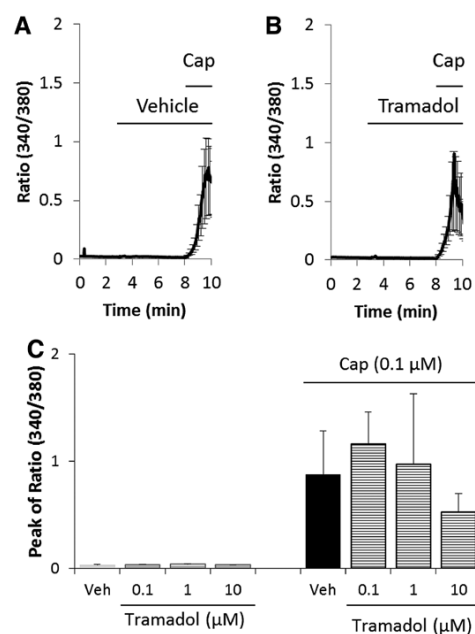 A
B
2
1.5
1
0.5
0
Ratio (340/380)
Cap
Vehicle
0 2 4 6 8 10
Time (min)
2
1.5
1
0.5
0
Ratio (340/380)
Cap
Tramadol
0 2 4 6 8 10
Time (min)
C
2
1
0
Peak of Ratio (340/380)
Cap (0.1 µM)
Veh 0.1 1 10 Veh 0.1 1 10
Tramadol (µM) Tramadol (µM)